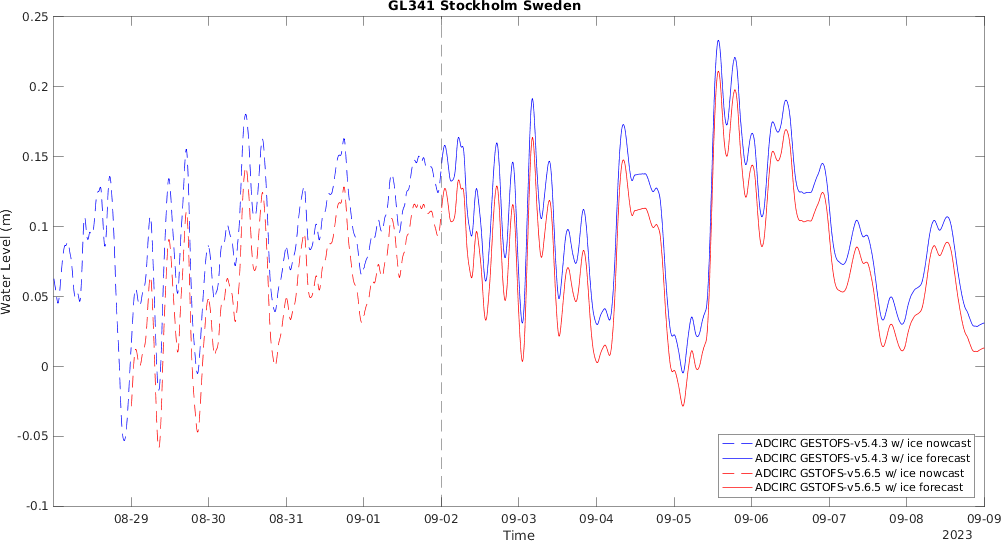 GL341 Stockholm Sweden
0.25
0.2
0.15
0.1
0.05
0
-0.05
-0.1
Water Level (m)
ADCIRC GESTOFS-v5.4.3 w/ ice nowcast
ADCIRC GESTOFS-v5.4.3 w/ ice forecast
ADCIRC GSTOFS-v5.6.5 w/ ice nowcast
ADCIRC GSTOFS-v5.6.5 w/ ice forecast
08-29 08-30 08-31 09-01 09-02 09-03 09-04 09-05 09-06 09-07 09-08 09-09
Time
2023